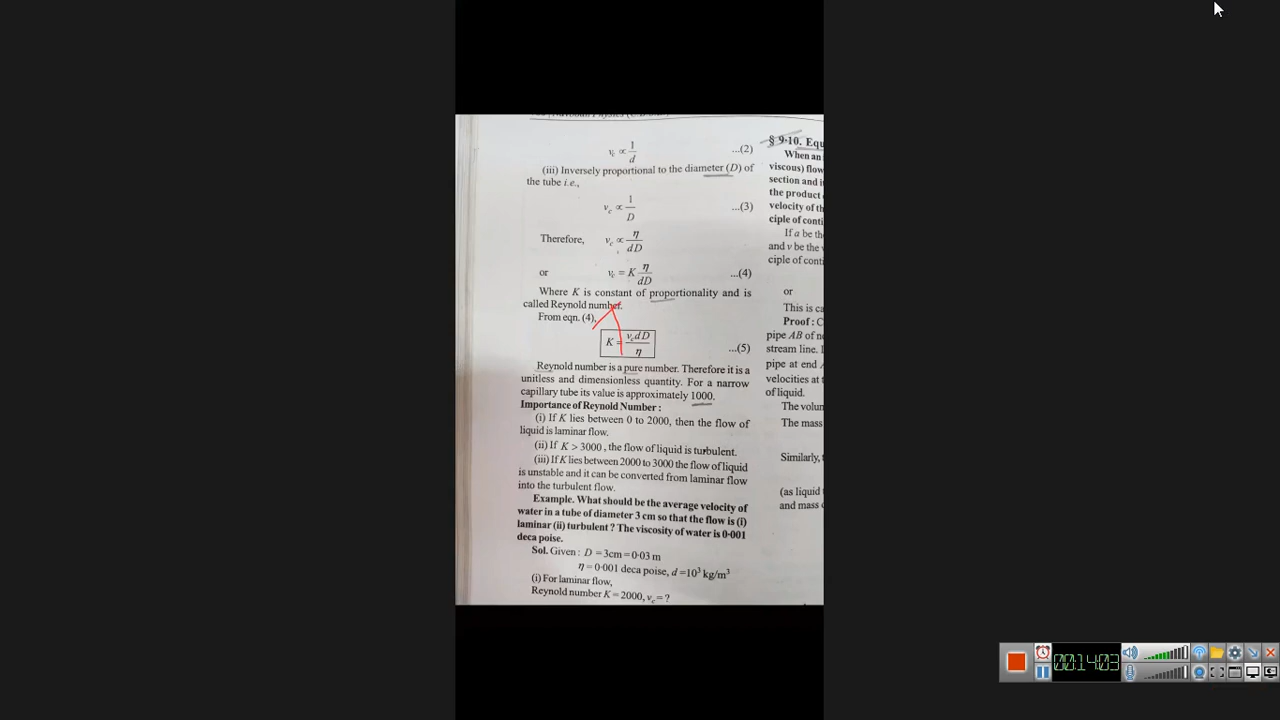 v꜀ ∝ 1/d ...(2)
(iii) Inversely proportional to the diameter (D) of
the tube i.e.,
v꜀ ∝ 1/D ...(3)
Therefore, v꜀ ∝ η/dD
or v꜀ = K η/dD ...(4)
Where K is constant of proportionality and is
called Reynold number.
From eqn. (4),
K = v꜀dD/η ...(5)
Reynold number is a pure number. Therefore it is a
unitless and dimensionless quantity. For a narrow
capillary tube its value is approximately 1000.
Importance of Reynold Number :
(i) If K lies between 0 to 2000, then the flow of
liquid is laminar flow.
(ii) If K > 3000, the flow of liquid is turbulent.
(iii) If K lies between 2000 to 3000 the flow of liquid
is unstable and it can be converted from laminar flow
into the turbulent flow.
Example. What should be the average velocity of
water in a tube of diameter 3 cm so that the flow is (i)
laminar (ii) turbulent ? The viscosity of water is 0·001
deca poise.
Sol. Given : D = 3cm = 0·03 m
η = 0·001 deca poise, d = 10³ kg/m³
(i) For laminar flow,
Reynold number K = 2000, v꜀ = ?
§ 9·10. Equ
When an
viscous) flow
section and i
the product
velocity of th
ciple of conti
If a be the
and v be the
ciple of conti
or
This is ca
Proof : C
pipe AB of n
stream line. I
pipe at end
velocities at
of liquid.
The volun
The mass
Similarly,
(as liquid
and mass
00:14:03